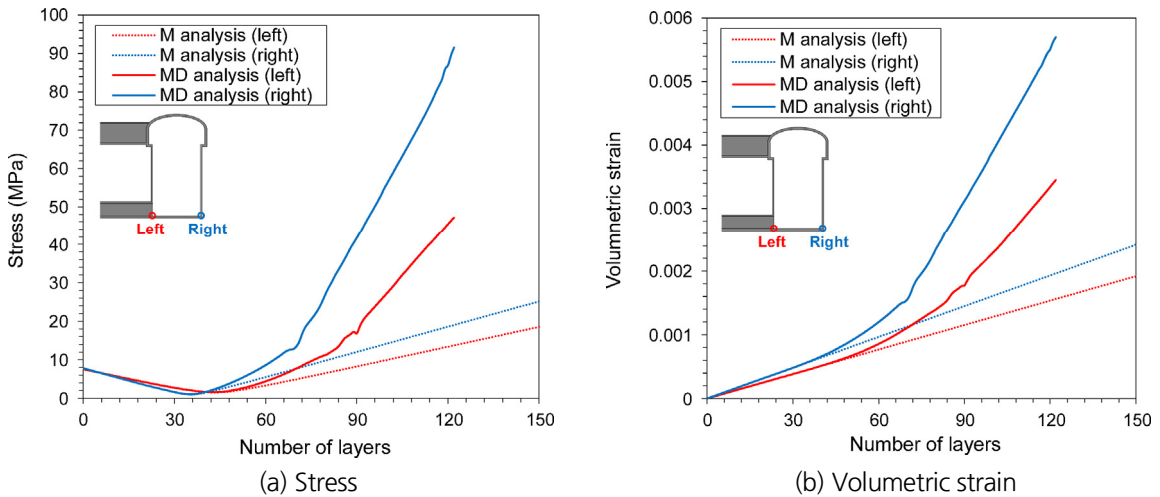 100
90
80
70
60
50
40
30
20
10
0
Stress (MPa)
M analysis (left)
M analysis (right)
MD analysis (left)
MD analysis (right)
Left Right
0 30 60 90 120 150
Number of layers
(a) Stress
0.006
0.005
0.004
0.003
0.002
0.001
0
Volumnetric strain
M analysis (left)
M analysis (right)
MD analysis (left)
MD analysis (right)
Left Right
0 30 60 90 120 150
Number of layers
(b) Volumetric strain